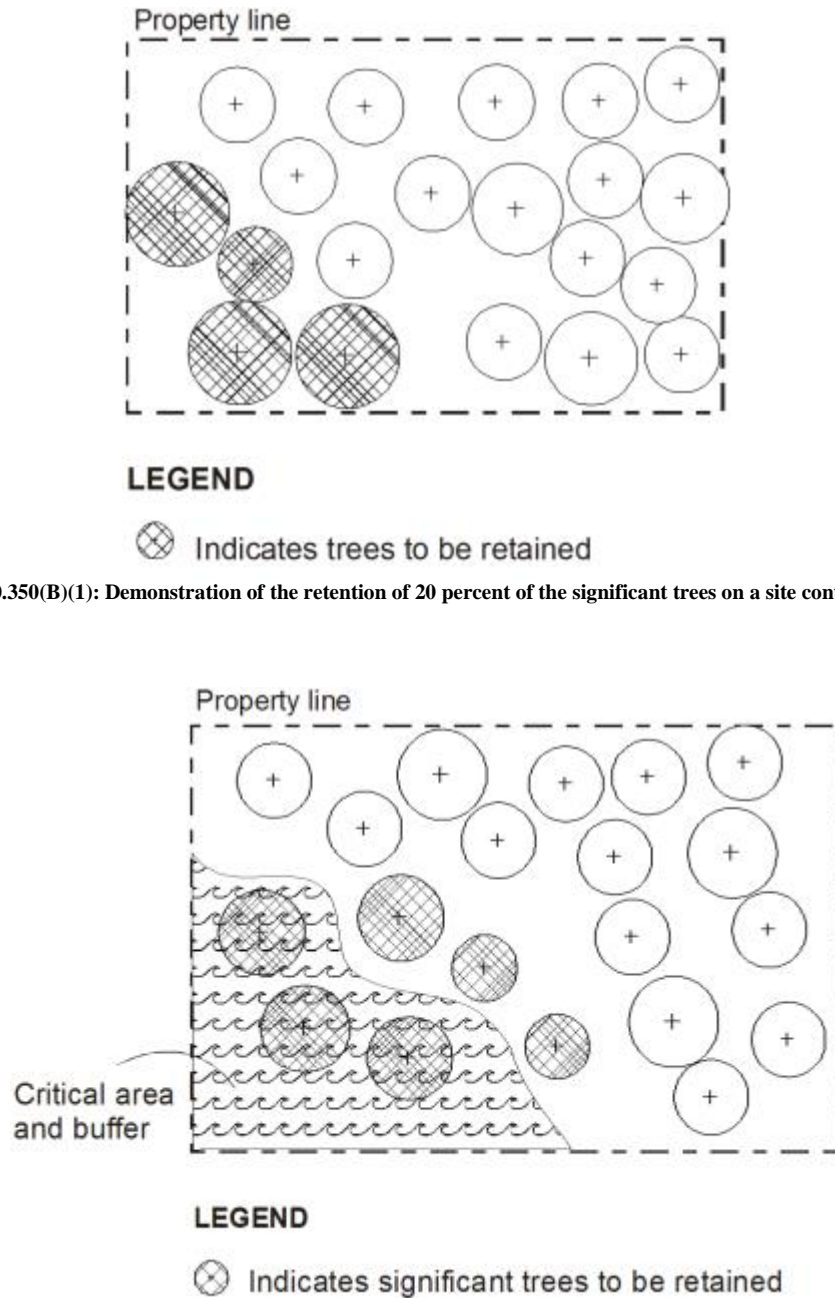 Property line
LEGEND
Indicates trees to be retained
.350(B)(1): Demonstration of the retention of 20 percent of the significant trees on a site
Property line
Critical area
and buffer
LEGEND
Indicates significant trees to be retained